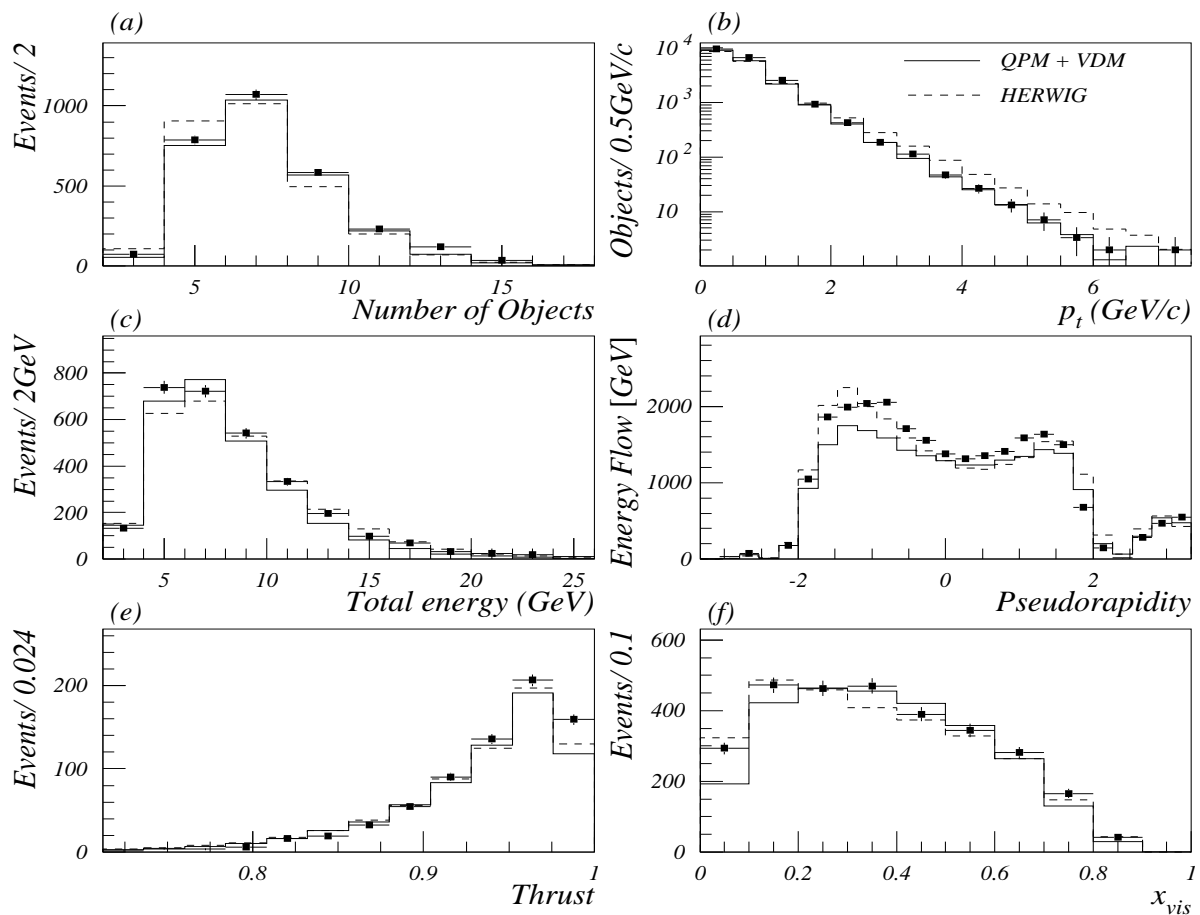 (a)
Events/ 2
1000
500
0
5 10 15
Number of Objects
(b)
Objects/ 0.5GeV/c
10^4
10^3
10^2
10
QPM + VDM
HERWIG
0 2 4 6
p_t (GeV/c)
(c)
Events/ 2GeV
800
600
400
200
0
5 10 15 20 25
Total energy (GeV)
(d)
Energy Flow [GeV]
2000
1000
0
-2 0 2
Pseudorapidity
(e)
Events/ 0.024
200
100
0
0.8 0.9 1
Thrust
(f)
Events/ 0.1
600
400
200
0
0 0.2 0.4 0.6 0.8 1
x_vis